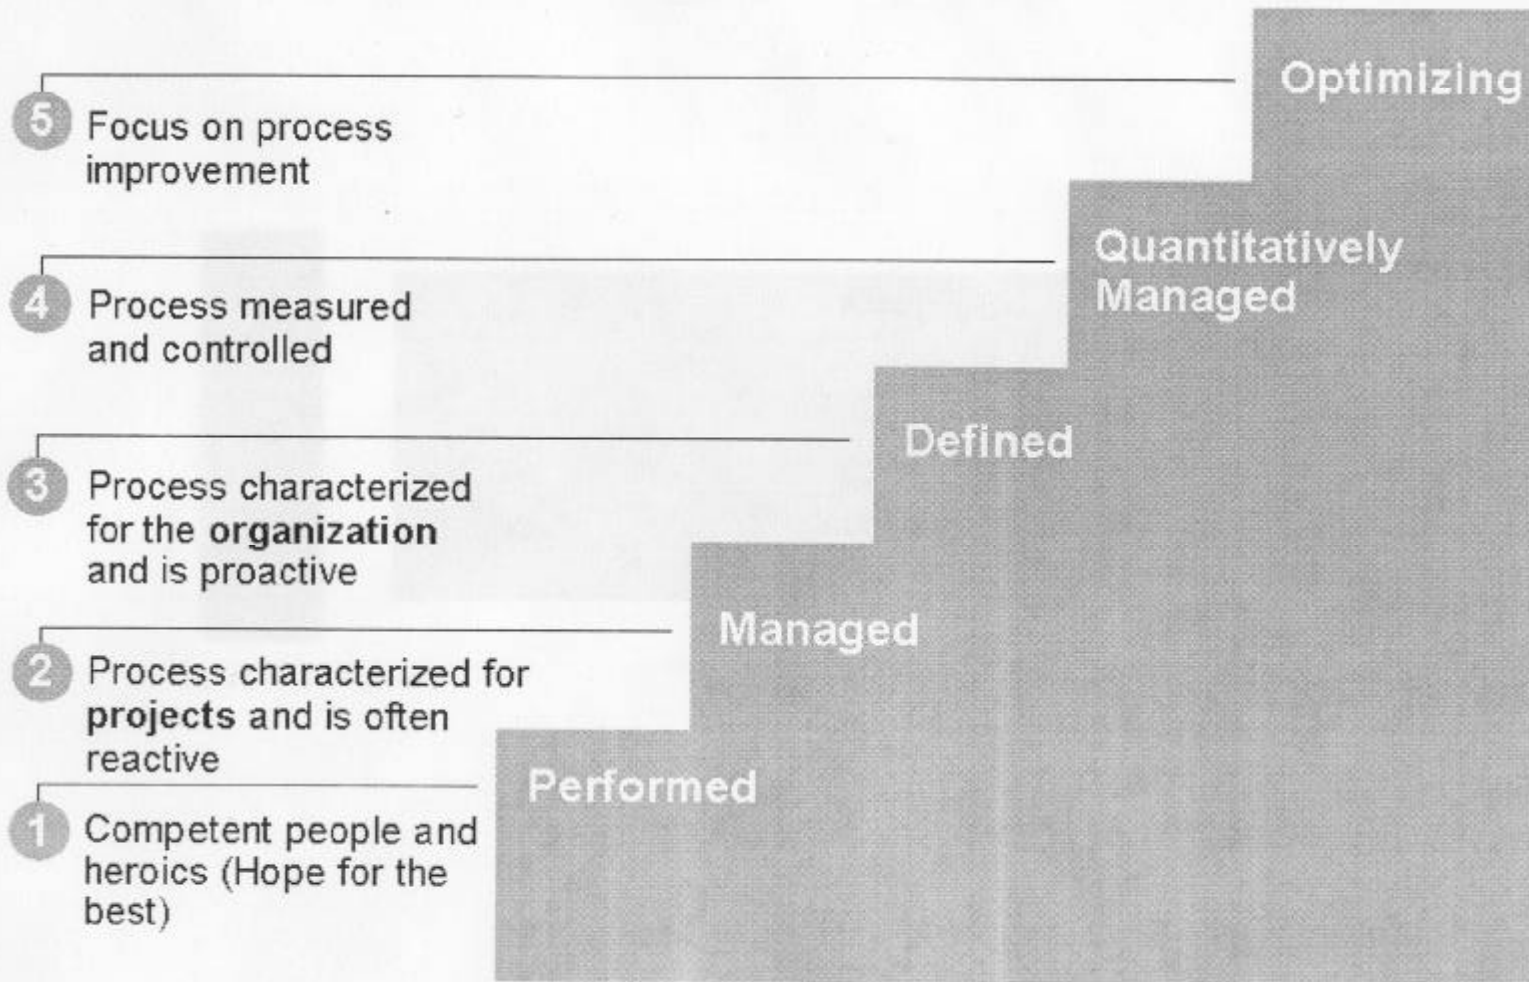 Optimizing
5 Focus on process
improvement
Quantitatively
Managed
4 Process measured
and controlled
Defined
3 Process characterized
for the organization
and is proactive
Managed
2 Process characterized for
projects and is often
reactive
Performed
1 Competent people and
heroics (Hope for the
best)